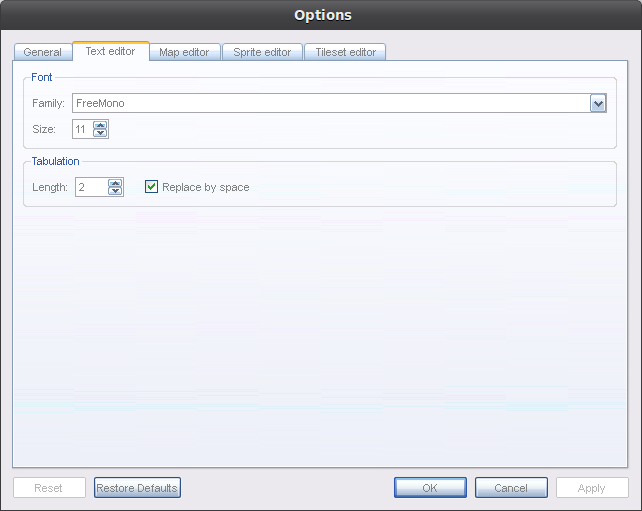 Options
General Text editor Map editor Sprite editor Tileset editor
Font
Family: FreeMono
Size: 11
Tabulation
Length: 2 Replace by space
Reset Restore Defaults OK Cancel Apply